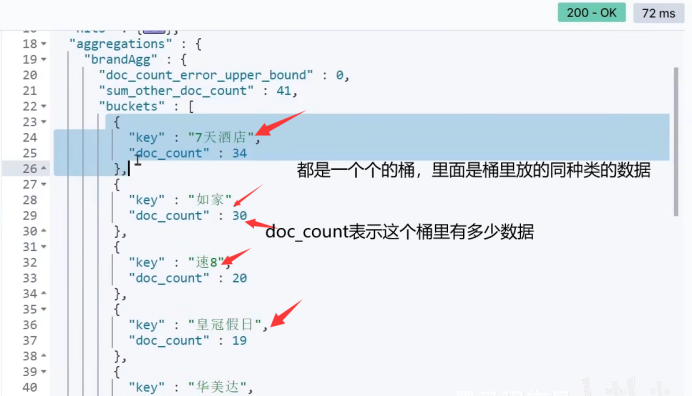 200 - OK 72 ms
18 "aggregations" : {
19 "brandAgg" : {
20 "doc_count_error_upper_bound" : 0,
21 "sum_other_doc_count" : 41,
22 "buckets" : [
23 {
24 "key" : "7天酒店",
25 "doc_count" : 34
26 },
都是一个个的桶，里面是桶里放的同种类的数据
27 {
28 "key" : "如家",
29 "doc_count" : 30
doc_count表示这个桶里有多少数据
30 },
31 {
32 "key" : "速8",
33 "doc_count" : 20
34 },
35 {
36 "key" : "皇冠假日",
37 "doc_count" : 19
38 },
39 {
40 "key" : "华美达",